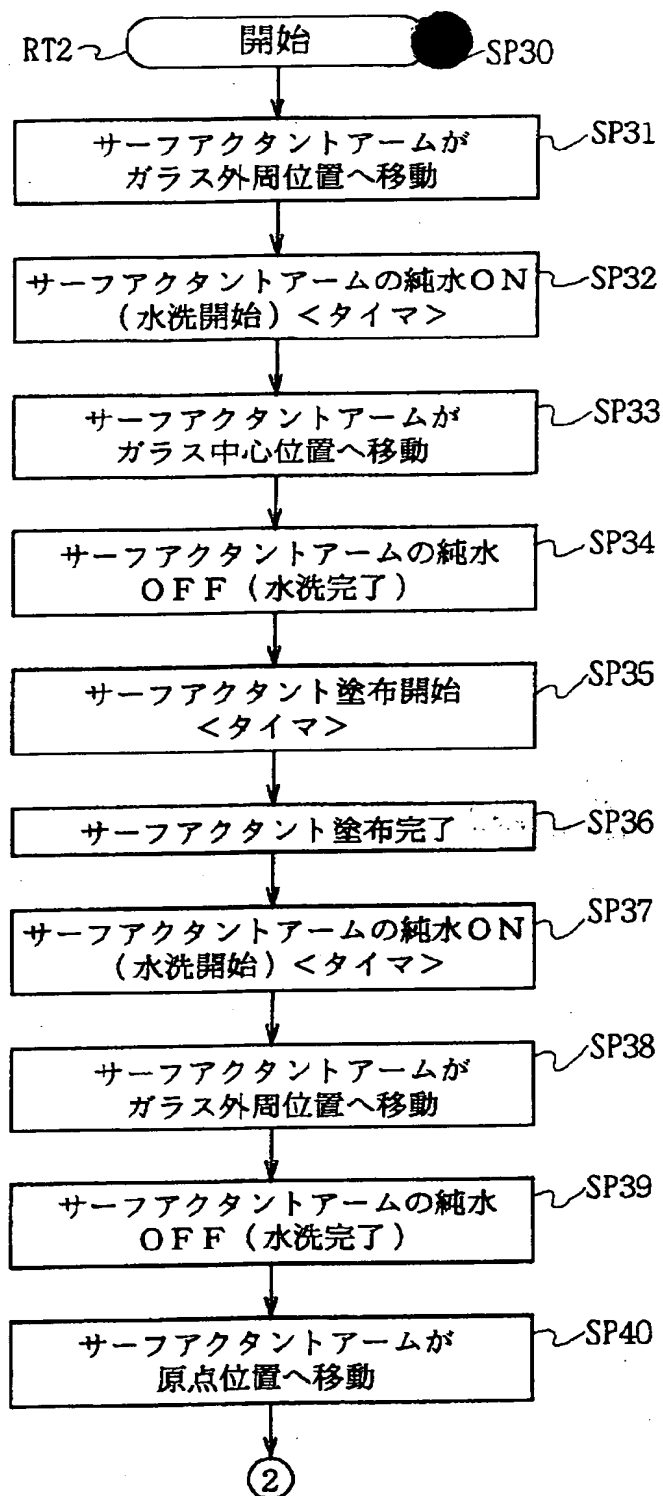 RT2 開始 SP30
サーフアクタントアームが SP31
ガラス外周位置へ移動
サーフアクタントアームの純水ON SP32
(水洗開始)<タイマ>
サーフアクタントアームが SP33
ガラス中心位置へ移動
サーフアクタントアームの純水 SP34
OFF(水洗完了)
サーフアクタント塗布開始 SP35
<タイマ>
サーフアクタント塗布完了 SP36
サーフアクタントアームの純水ON SP37
(水洗開始)<タイマ>
サーフアクタントアームが SP38
ガラス外周位置へ移動
サーフアクタントアームの純水 SP39
OFF(水洗完了)
サーフアクタントアームが SP40
原点位置へ移動
2